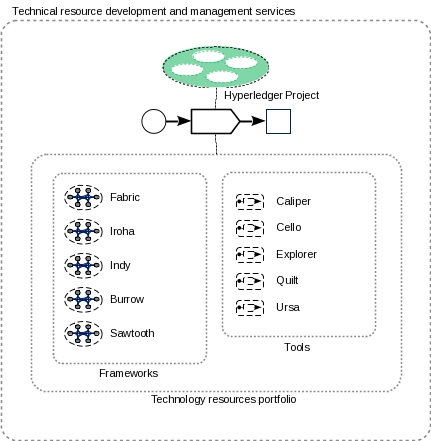 Technical resource development and management services
Hyperledger Project
Fabric
Iroha
Indy
Burrow
Sawtooth
Frameworks
Caliper
Cello
Explorer
Quilt
Ursa
Tools
Technology resources portfolio